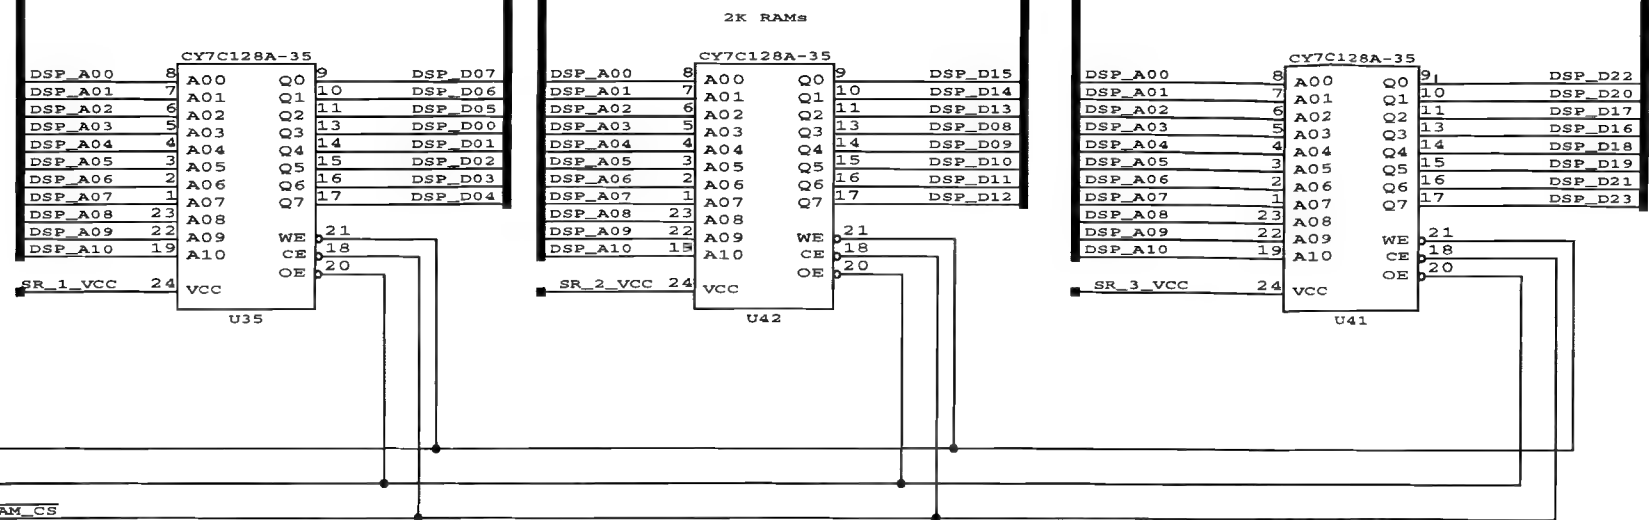 2K RAMs
CY7C128A-35 CY7C128A-35 CY7C128A-35
DSP_A00 8 A00 Q0 9 DSP_D07 DSP_A00 8 A00 Q0 9 DSP_D15 DSP_A00 8 A00 Q0 9 DSP_D22
DSP_A01 7 A01 Q1 10 DSP_D06 DSP_A01 7 A01 Q1 10 DSP_D14 DSP_A01 7 A01 Q1 10 DSP_D20
DSP_A02 6 A02 Q2 11 DSP_D05 DSP_A02 6 A02 Q2 11 DSP_D13 DSP_A02 6 A02 Q2 11 DSP_D17
DSP_A03 5 A03 Q3 13 DSP_D00 DSP_A03 5 A03 Q3 13 DSP_D08 DSP_A03 5 A03 Q3 13 DSP_D16
DSP_A04 4 A04 Q4 14 DSP_D01 DSP_A04 4 A04 Q4 14 DSP_D09 DSP_A04 4 A04 Q4 14 DSP_D18
DSP_A05 3 A05 Q5 15 DSP_D02 DSP_A05 3 A05 Q5 15 DSP_D10 DSP_A05 3 A05 Q5 15 DSP_D19
DSP_A06 2 A06 Q6 16 DSP_D03 DSP_A06 2 A06 Q6 16 DSP_D11 DSP_A06 2 A06 Q6 16 DSP_D21
DSP_A07 1 A07 Q7 17 DSP_D04 DSP_A07 1 A07 Q7 17 DSP_D12 DSP_A07 1 A07 Q7 17 DSP_D23
DSP_A08 23 A08 DSP_A08 23 A08 DSP_A08 23 A08
DSP_A09 22 A09 WE 21 DSP_A09 22 A09 WE 21 DSP_A09 22 A09 WE 21
DSP_A10 19 A10 CE 18 DSP_A10 19 A10 CE 18 DSP_A10 19 A10 CE 18
OE 20 OE 20 OE 20
SR_1_VCC 24 VCC SR_2_VCC 24 VCC SR_3_VCC 24 VCC
U35 U42 U41
AM_CS